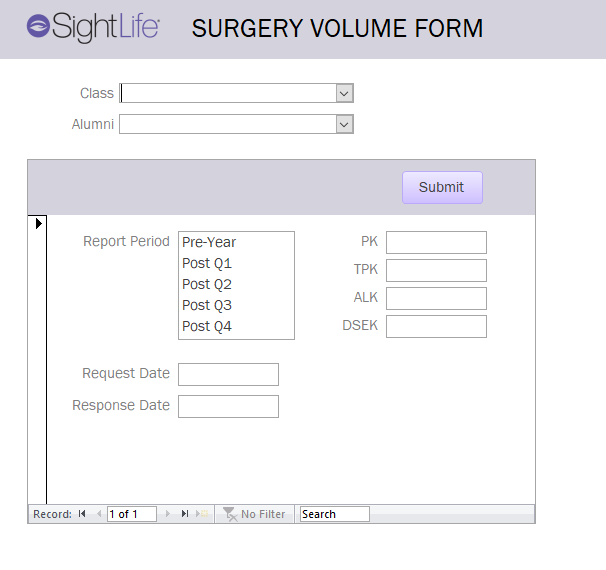 SightLife SURGERY VOLUME FORM
Class
Alumni
Submit
Report Period
Pre-Year
Post Q1
Post Q2
Post Q3
Post Q4
PK
TPK
ALK
DSEK
Request Date
Response Date
Record: 1 of 1 No Filter Search